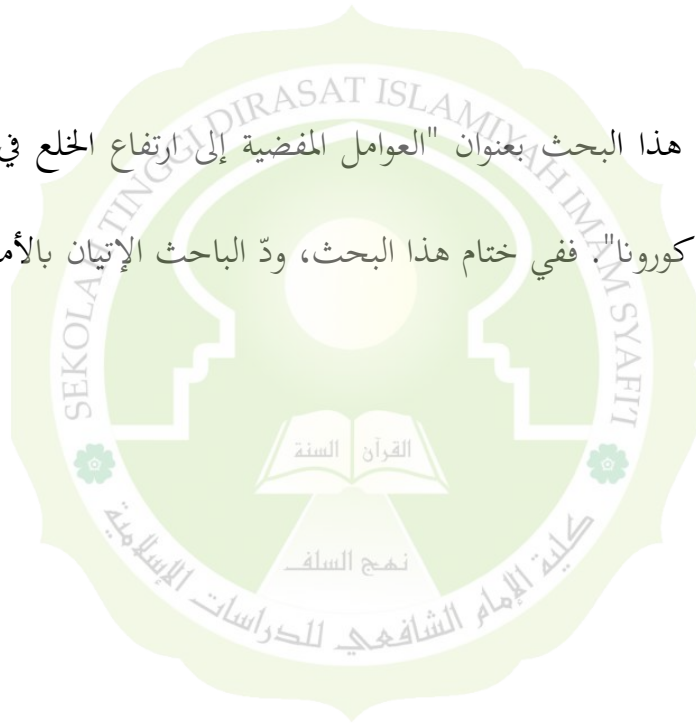 هذا البحث بعنوان "العوامل المفضية إلى ارتفاع الخلع في
كورونا". ففي ختام هذا البحث، ودّ الباحث الإتيان بالأم
SEKOLAH TINGGI DIRASAT ISLAMIYAH IMAM SYAFI'I
القرآن السنة
نهج السلف
كلية الإمام الشافعي للدراسات الإسلامية